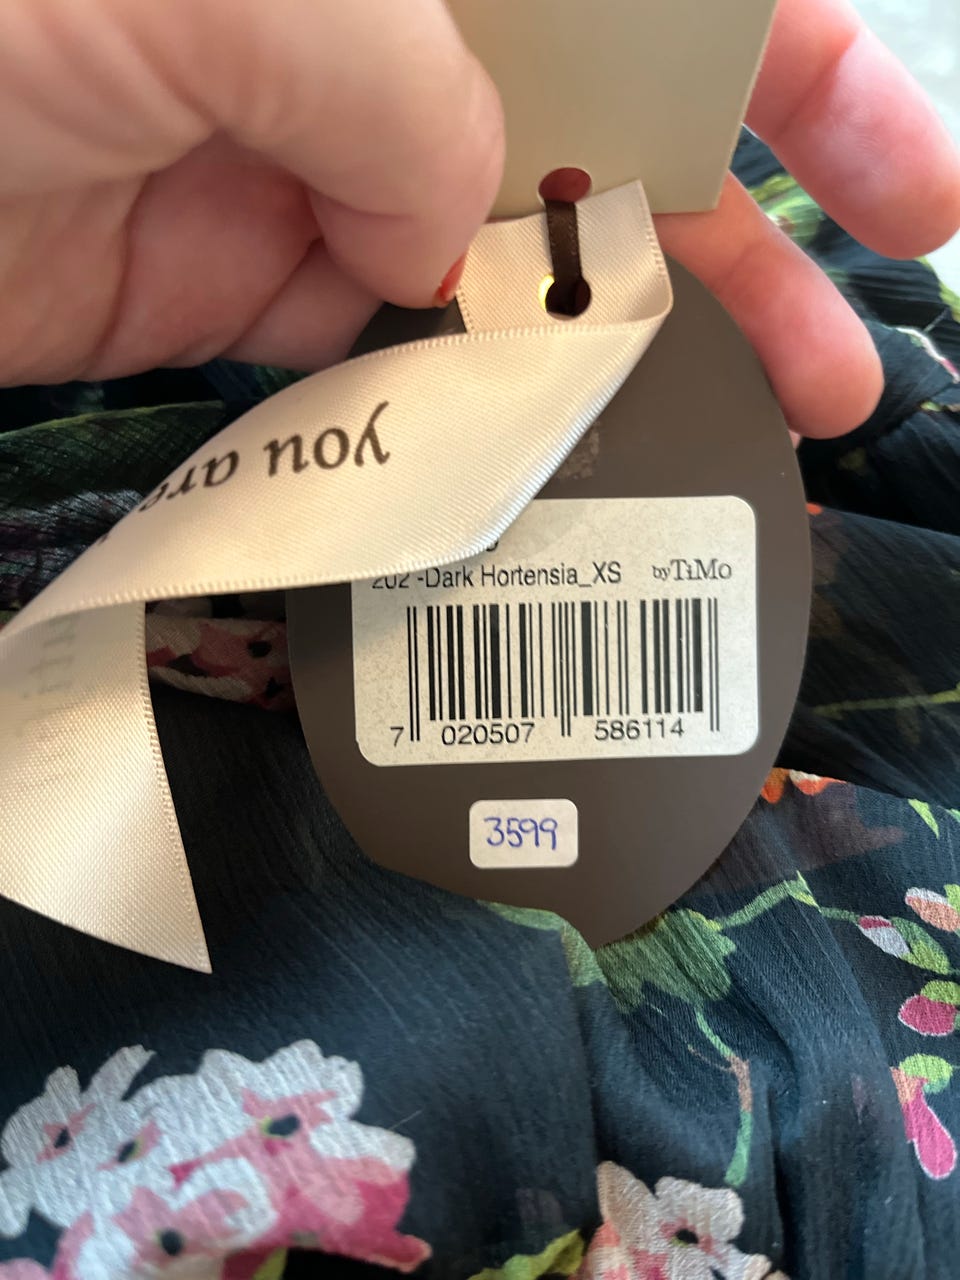 you are
202 -Dark Hortensia_XS byTiMo
7 020507 586114
3599